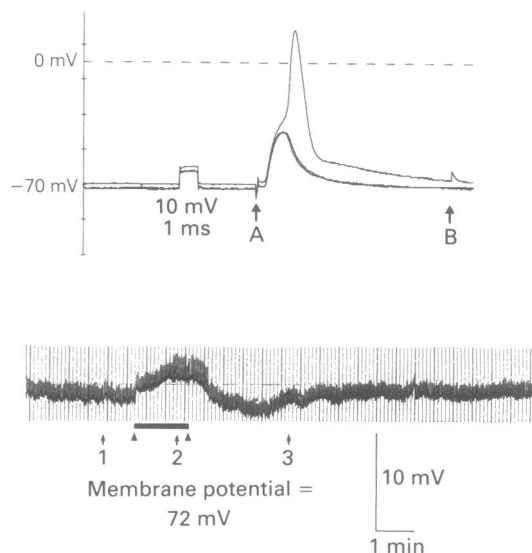 0 mV
−70 mV
10 mV
1 ms
A
B
1
2
3
Membrane potential =
72 mV
10 mV
1 min